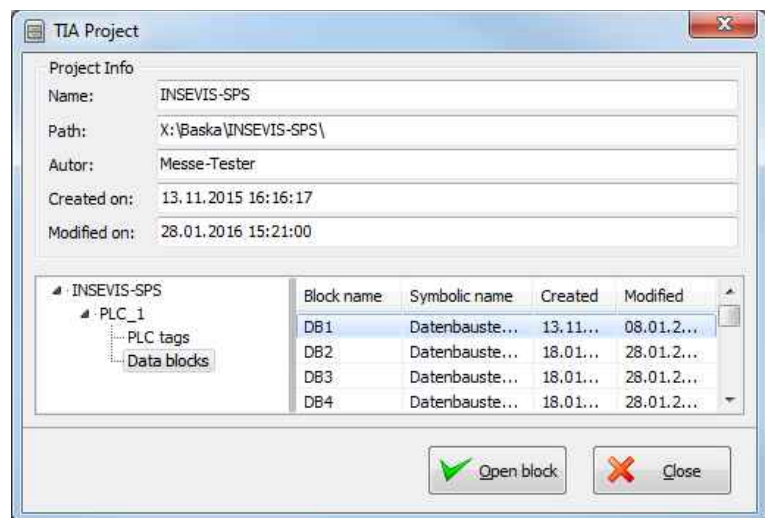 TIA Project
Project Info
Name: INSEVIS-SPS
Path: X:\Baska\INSEVIS-SPS\
Autor: Messe-Tester
Created on: 13.11.2015 16:16:17
Modified on: 28.01.2016 15:21:00
INSEVIS-SPS
PLC_1
PLC tags
Data blocks
Block name Symbolic name Created Modified
DB1 Datenbauste... 13.11... 08.01.2...
DB2 Datenbauste... 18.01... 28.01.2...
DB3 Datenbauste... 18.01... 28.01.2...
DB4 Datenbauste... 18.01... 28.01.2...
Open block Close